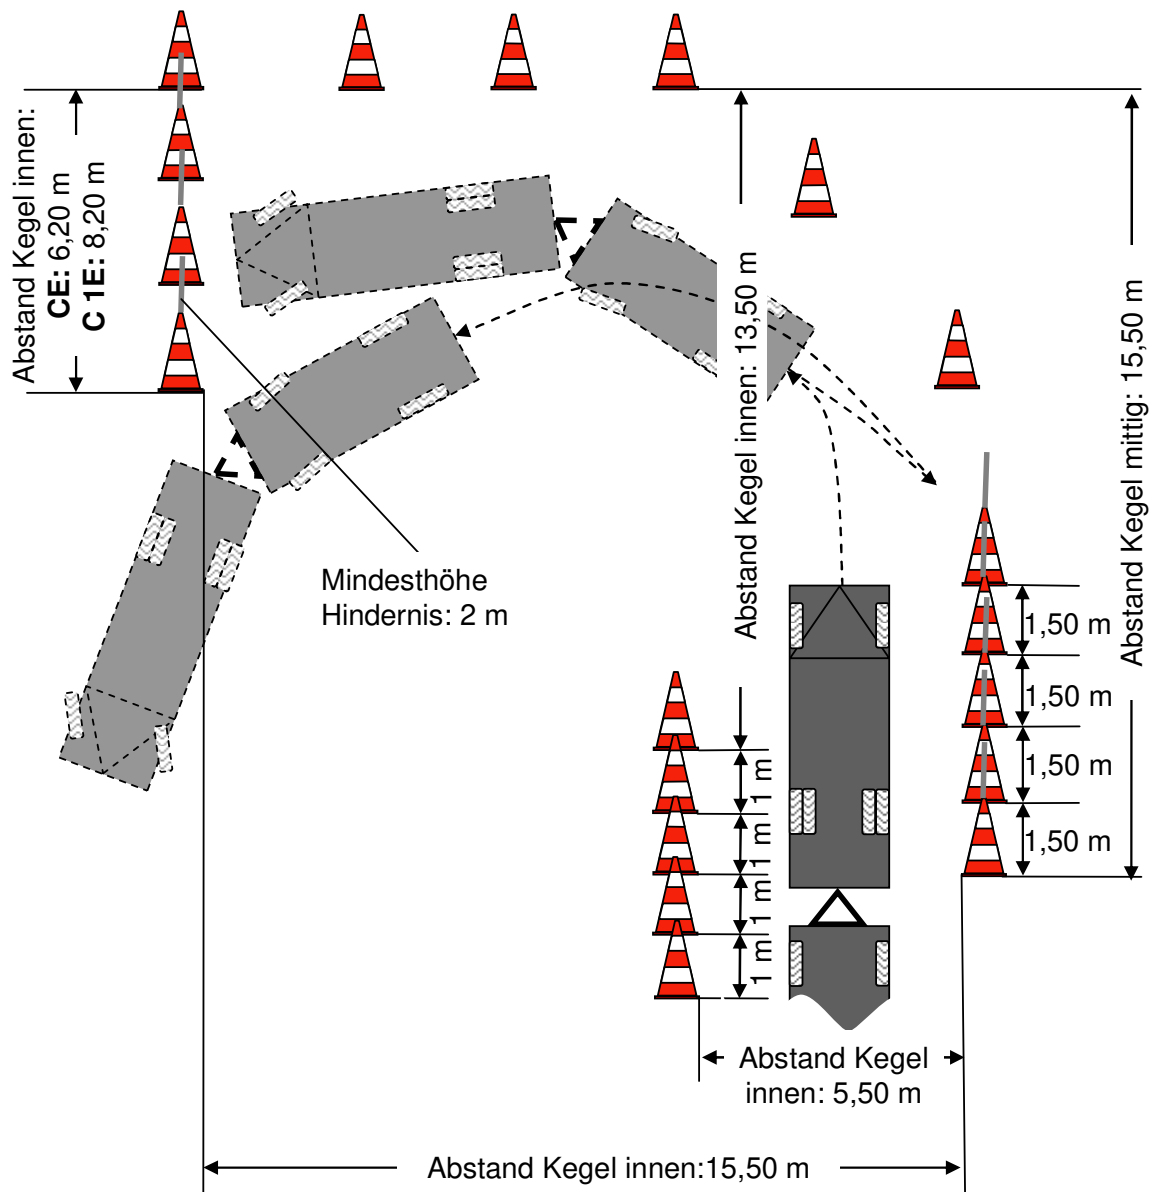 Abstand Kegel innen:
CE: 6,20 m
C 1E: 8,20 m
Abstand Kegel innen: 13,50 m
Abstand Kegel mittig: 15,50 m
Mindesthöhe
Hindernis: 2 m
1,50 m
1,50 m
1,50 m
1,50 m
1 m
1 m
1 m
1 m
Abstand Kegel
innen: 5,50 m
Abstand Kegel innen:15,50 m